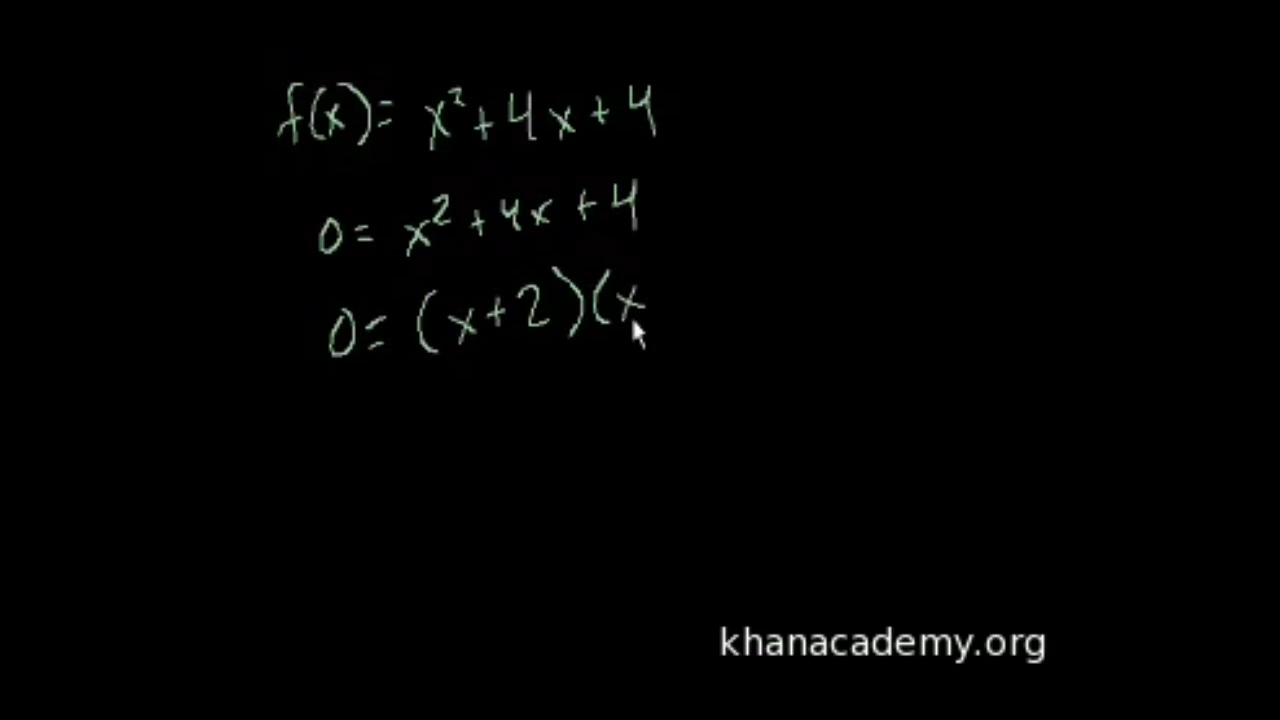 f(x)= x²+4x+4
0= x²+4x+4
0= (x+2)(x
khanacademy.org